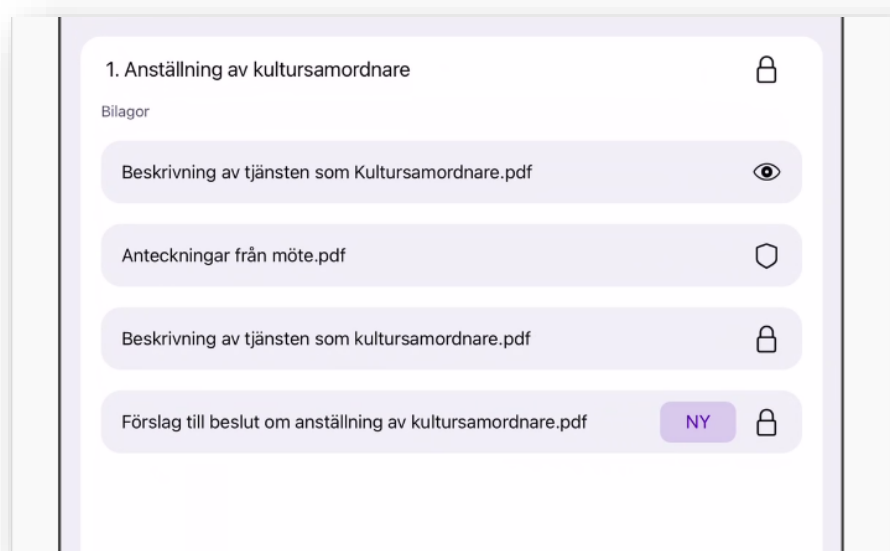 1. Anställning av kultursamordnare
Bilagor
Beskrivning av tjänsten som Kultursamordnare.pdf
Anteckningar från möte.pdf
Beskrivning av tjänsten som kultursamordnare.pdf
Förslag till beslut om anställning av kultursamordnare.pdf NY